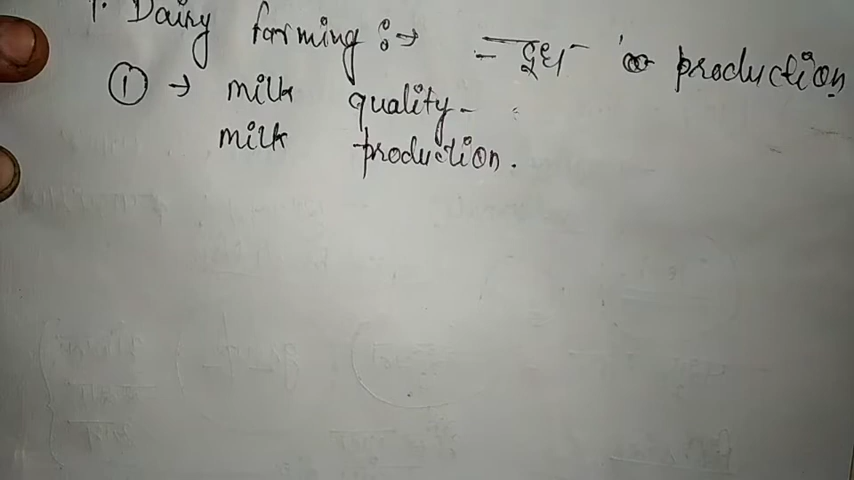 1. Dairy farming :→ - दुध production
① → milk quality-
milk production.